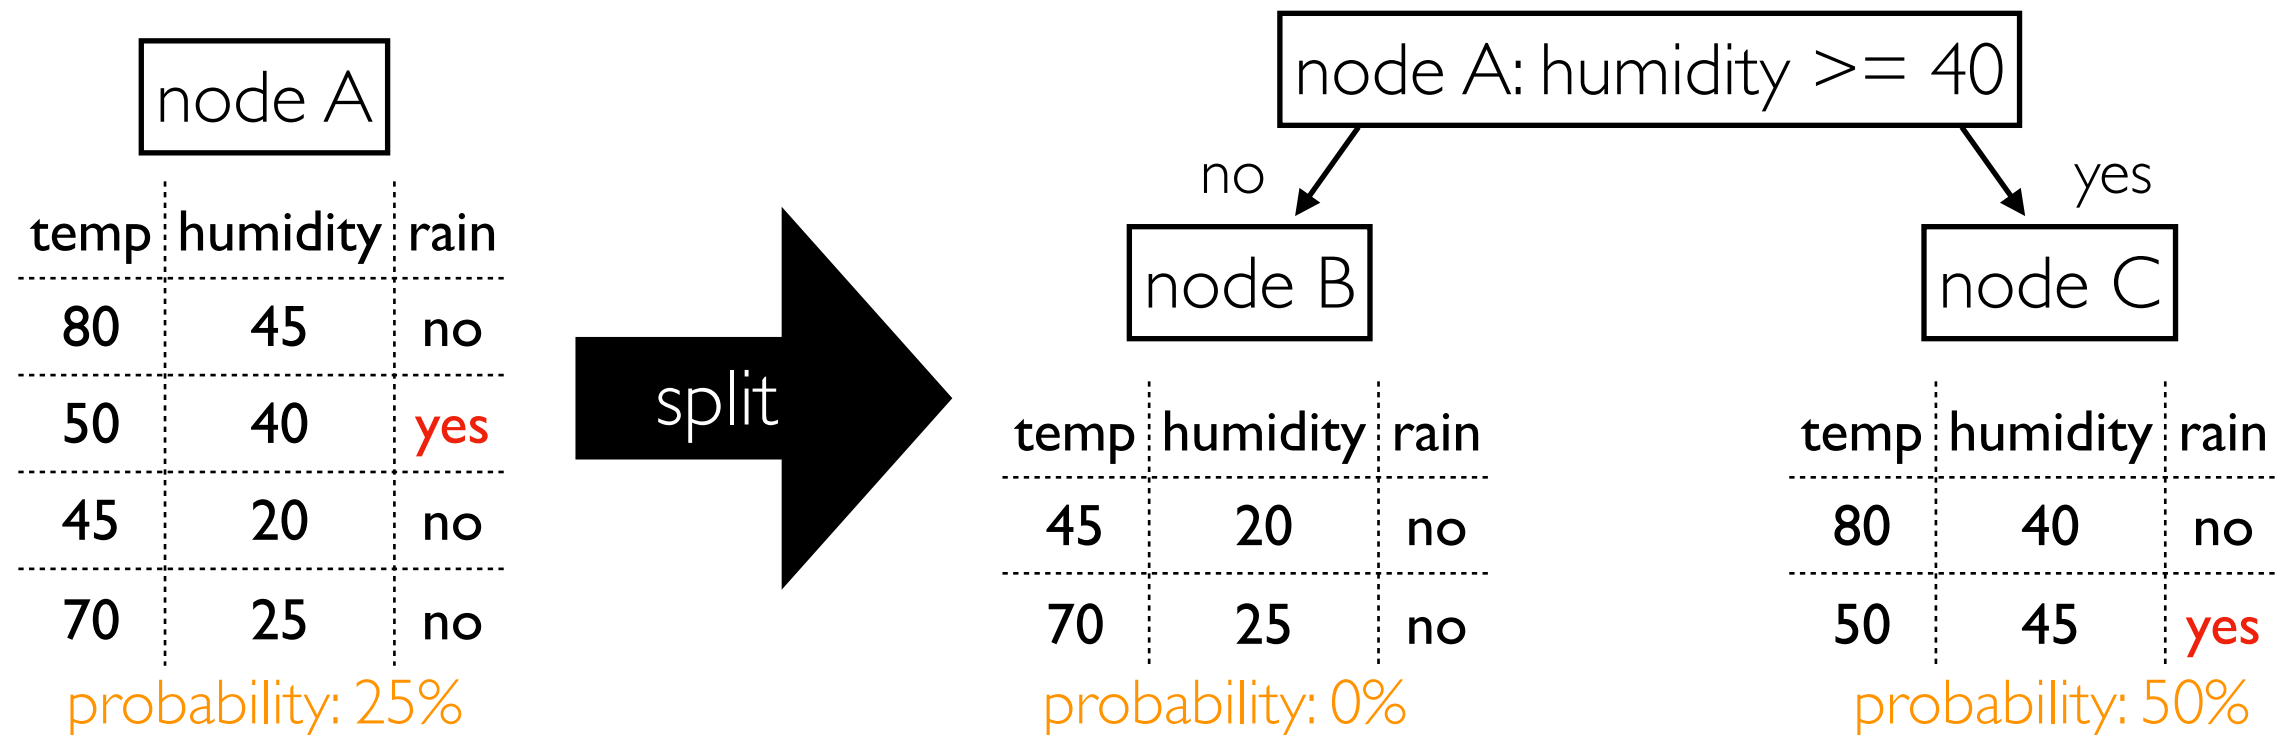 node A
temp humidity rain
80 45 no
50 40 yes
45 20 no
70 25 no
probability: 25%
split
node A: humidity >= 40
no
yes
node B
temp humidity rain
45 20 no
70 25 no
probability: 0%
node C
temp humidity rain
80 40 no
50 45 yes
probability: 50%